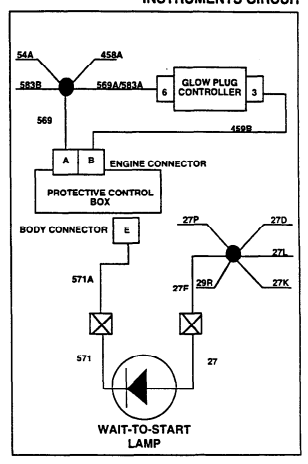 INSTRUMENTS CIRCUIT
54A
458A
583B
569A/583A
6
GLOW PLUG
CONTROLLER
3
569
459B
A
B
ENGINE CONNECTOR
PROTECTIVE CONTROL
BOX
BODY CONNECTOR
E
27P
27D
27L
571A
27F
29R
27K
571
27
WAIT-TO-START
LAMP